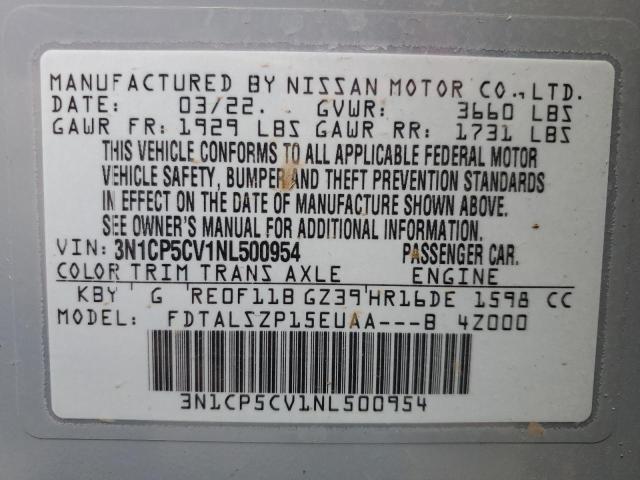 MANUFACTURED BY NISSAN MOTOR CO., LTD.
DATE: 03/22. GVWR: 3660 LBS
GAWR FR: 1929 LBS GAWR RR: 1731 LBS
THIS VEHICLE CONFORMS TO ALL APPLICABLE FEDERAL MOTOR
VEHICLE SAFETY, BUMPER AND THEFT PREVENTION STANDARDS
IN EFFECT ON THE DATE OF MANUFACTURE SHOWN ABOVE.
SEE OWNER'S MANUAL FOR ADDITIONAL INFORMATION.
VIN: 3N1CP5CV1NL500954 PASSENGER CAR.
COLOR TRIM TRANS AXLE ENGINE
KBY G RE0F11B GZ39 HR16DE 1598 CC
MODEL: FDTALSZP15EUAA---B 4Z000
3N1CP5CV1NL500954